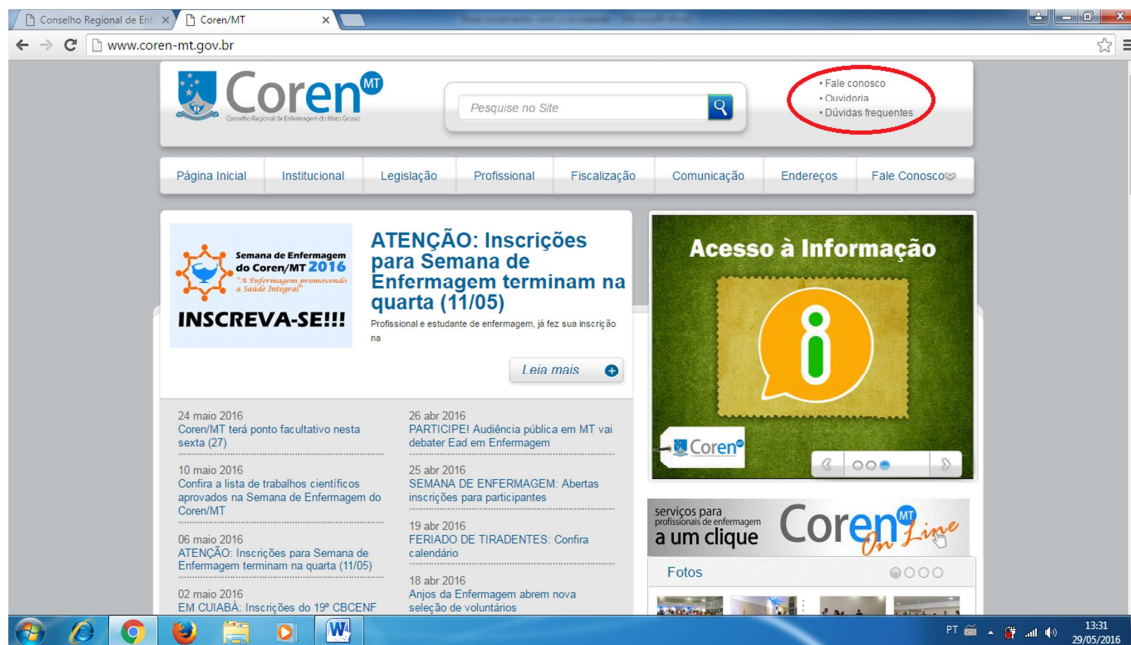 Conselho Regional de Enf
Coren/MT
www.coren-mt.gov.br
Coren MT
Conselho Regional de Enfermagem do Mato Grosso
Pesquise no Site
• Fale conosco
• Ouvidoria
• Dúvidas frequentes
Página Inicial
Institucional
Legislação
Profissional
Fiscalização
Comunicação
Endereços
Fale Conosco
Semana de Enfermagem
do Coren/MT 2016
"A Enfermagem promovendo
a Saúde Integral"
INSCREVA-SE!!!
ATENÇÃO: Inscrições
para Semana de
Enfermagem terminam na
quarta (11/05)
Profissional e estudante de enfermagem, já fez sua inscrição
na
Leia mais
24 maio 2016
Coren/MT terá ponto facultativo nesta
sexta (27)
10 maio 2016
Confira a lista de trabalhos científicos
aprovados na Semana de Enfermagem do
Coren/MT
06 maio 2016
ATENÇÃO: Inscrições para Semana de
Enfermagem terminam na quarta (11/05)
02 maio 2016
EM CUIABÁ: Inscrições do 19º CBCENF
26 abr 2016
PARTICIPE! Audiência pública em MT vai
debater Ead em Enfermagem
25 abr 2016
SEMANA DE ENFERMAGEM: Abertas
inscrições para participantes
19 abr 2016
FERIADO DE TIRADENTES: Confira
calendário
18 abr 2016
Anjos da Enfermagem abrem nova
seleção de voluntários
Acesso à Informação
i
Coren
serviços para
profissionais de enfermagem
a um clique
Coren MT
On Line
Fotos
PT
13:31
29/05/2016